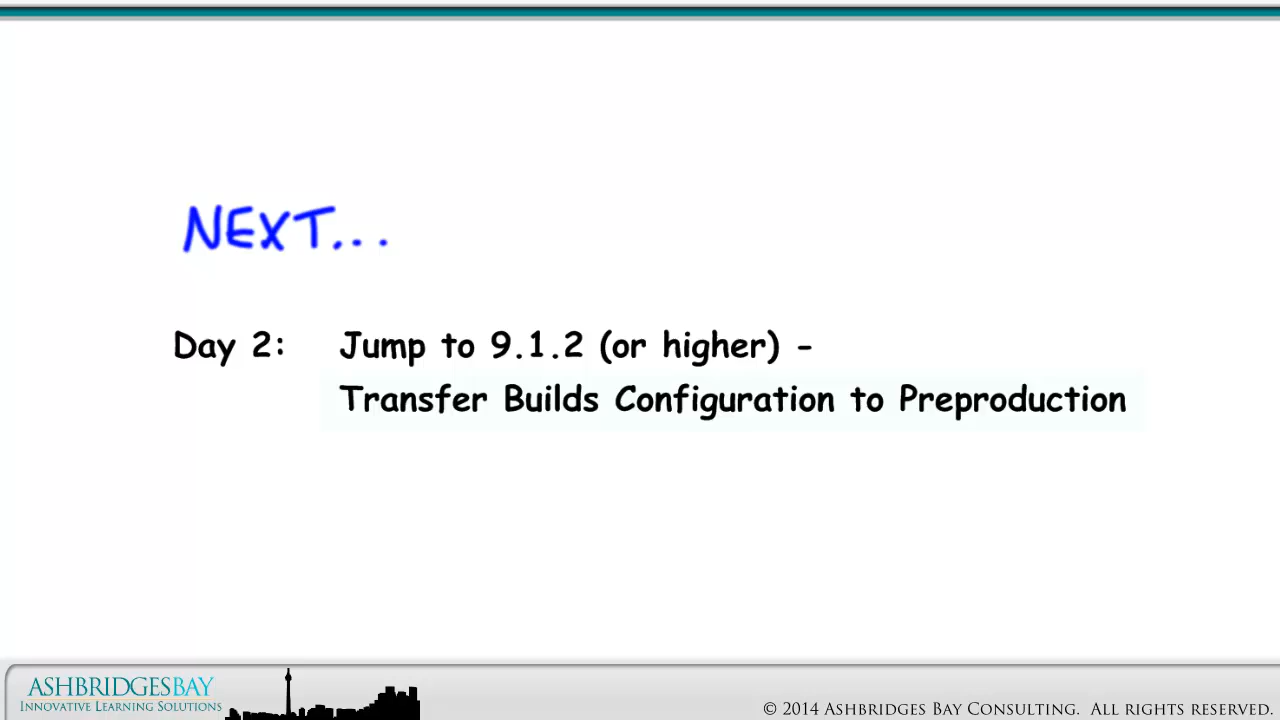 NEXT...
Day 2: Jump to 9.1.2 (or higher) -
Transfer Builds Configuration to Preproduction
ASHBRIDGESBAY
INNOVATIVE LEARNING SOLUTIONS
© 2014 ASHBRIDGES BAY CONSULTING. ALL RIGHTS RESERVED.